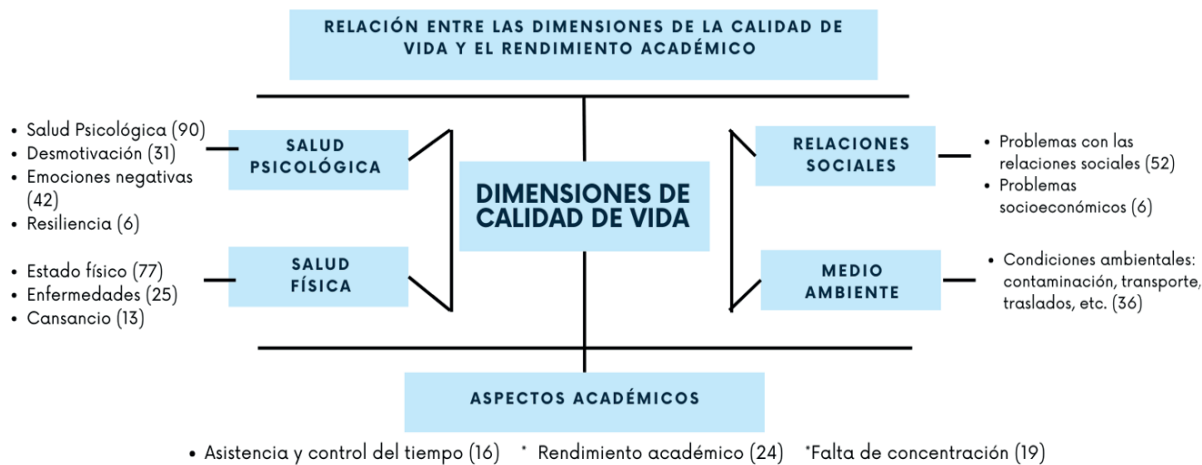 RELACIÓN ENTRE LAS DIMENSIONES DE LA CALIDAD DE
VIDA Y EL RENDIMIENTO ACADÉMICO
• Salud Psicológica (90)
• Desmotivación (31)
• Emociones negativas
(42)
• Resiliencia (6)
SALUD
PSICOLÓGICA
• Estado físico (77)
• Enfermedades (25)
• Cansancio (13)
SALUD
FÍSICA
DIMENSIONES DE
CALIDAD DE VIDA
RELACIONES
SOCIALES
• Problemas con las
relaciones sociales (52)
• Problemas
socioeconómicos (6)
MEDIO
AMBIENTE
• Condiciones ambientales:
contaminación, transporte,
traslados, etc. (36)
ASPECTOS ACADÉMICOS
• Asistencia y control del tiempo (16) * Rendimiento académico (24) *Falta de concentración (19)